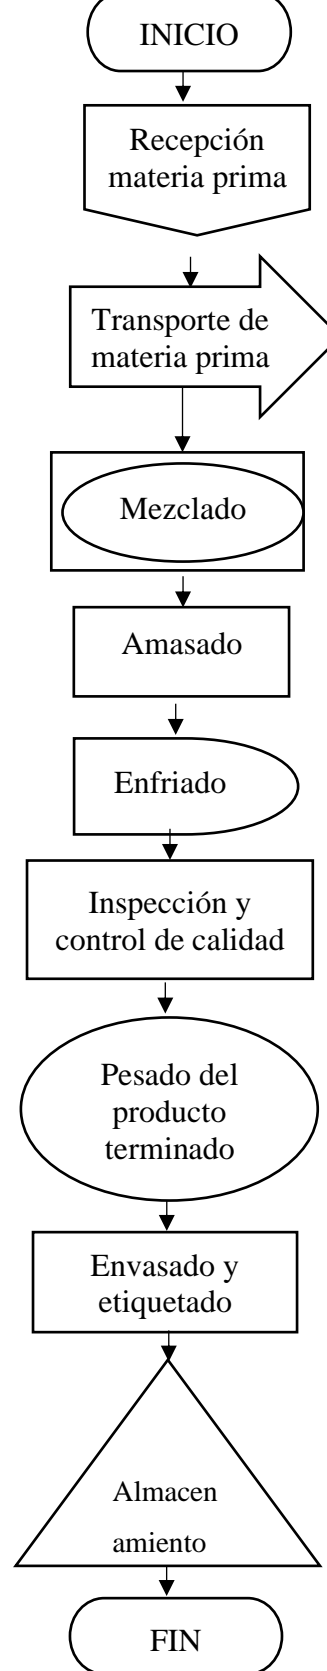 INICIO
Recepción
materia prima
Transporte de
materia prima
Mezclado
Amasado
Enfriado
Inspección y
control de calidad
Pesado del
producto
terminado
Envasado y
etiquetado
Almacen
amiento
FIN